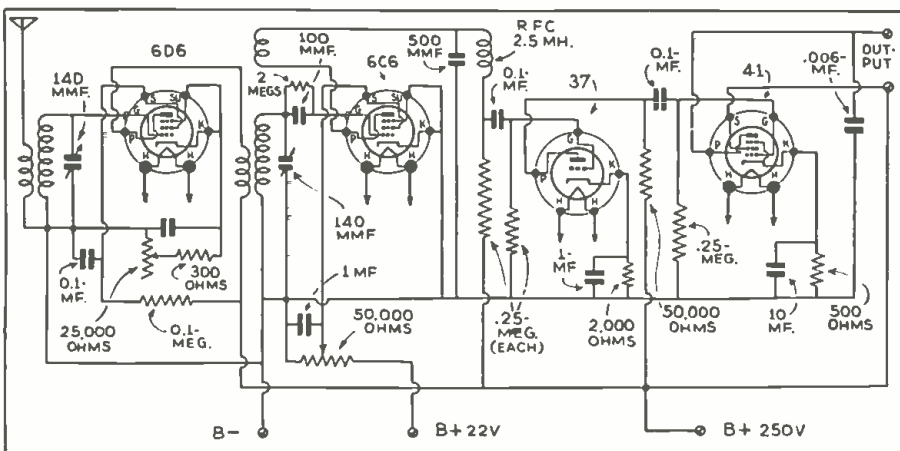 6D6
14D
MMF.
S
SU
G
P
K
H
H
0.1-
MF.
25,000
OHMS
300
OHMS
0.1-
MEG.
100
MMF.
2
MEGS
6C6
S
SU
G
P
K
H
H
140
MMF
1 MF
50,000
OHMS
500
MMF
RFC
2.5 MH.
0.1-
MF.
37
G
P
K
H
H
1-
MF
.25-
MEG.
(EACH)
2,000
OHMS
0.1-
MF.
41
S
G
P
K
H
H
.25-
MEG.
50,000
OHMS
10
MF.
500
OHMS
.006-
MF.
OUT-
PUT
B-
B+ 22V
B+ 250V